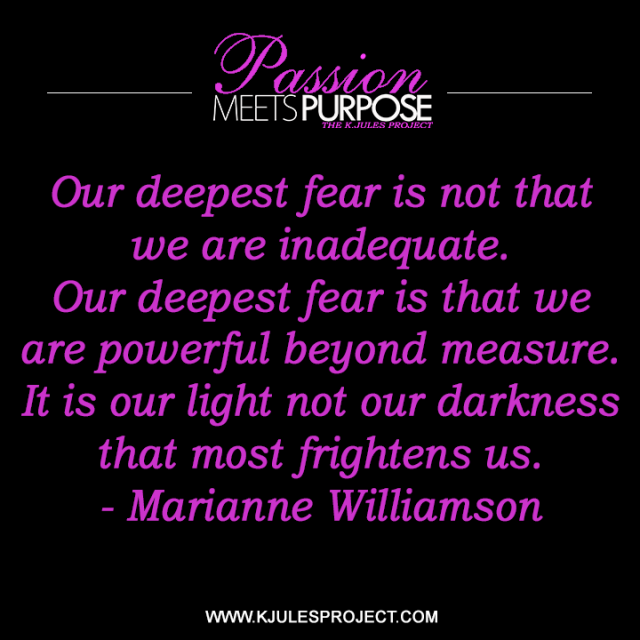 Passion
MEETS PURPOSE
THE K.JULES PROJECT
Our deepest fear is not that
we are inadequate.
Our deepest fear is that we
are powerful beyond measure.
It is our light not our darkness
that most frightens us.
- Marianne Williamson
WWW.KJULESPROJECT.COM